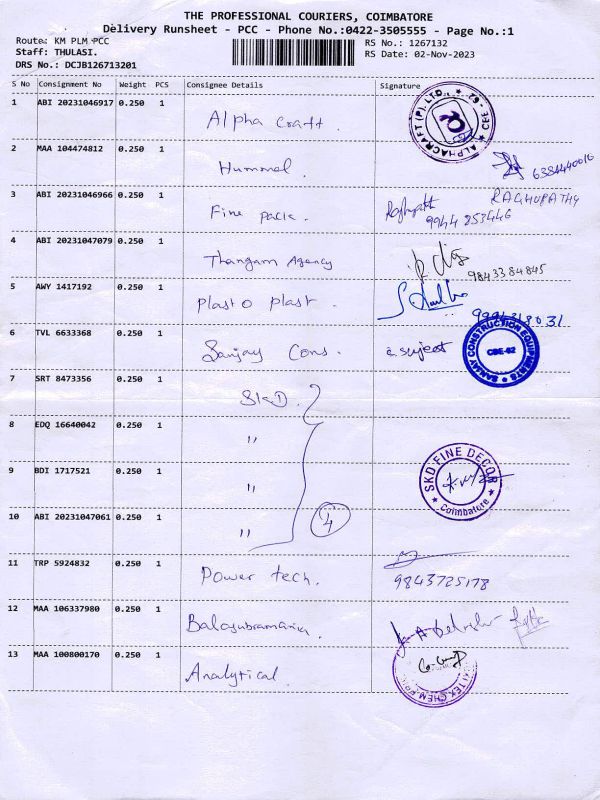 THE PROFESSIONAL COURIERS, COIMBATORE
Delivery Runsheet - PCC - Phone No.:0422-3505555 - Page No.:1
Route: KM PLM PCC
RS No.: 1267132
Staff: THULASI.
RS Date: 02-Nov-2023
DRS No.: DCJB126713201
S No Consignment No Weight PCS Consignee Details Signature
1 ABI 20231046917 0.250 1 Alpha craft.
ALPHACRAFT (P). LTD., CBE-62
2 MAA 104474812 0.250 1 Hummel.
3 ABI 20231046966 0.250 1 Fine pack. RAGHUPATHY
9944 253446
4 ABI 20231047079 0.250 1 Thangam Agency
9843384845
5 AWY 1417192 0.250 1 Plasto plast.
6 TVL 6633368 0.250 1 Sanjay Cons.
SANJAY CONSTRUCTION EQUIPMENTS
CBE-62
7 SRT 8473356 0.250 1 SKD.
8 EDQ 16640042 0.250 1 "
9 BDI 1717521 0.250 1 "
SKD FINE DECOR
Coimbatore
10 ABI 20231047061 0.250 1 " 4
11 TRP 5924832 0.250 1 Power tech.
9843725178
12 MAA 106337980 0.250 1
13 MAA 100800170 0.250 1 Analytical.